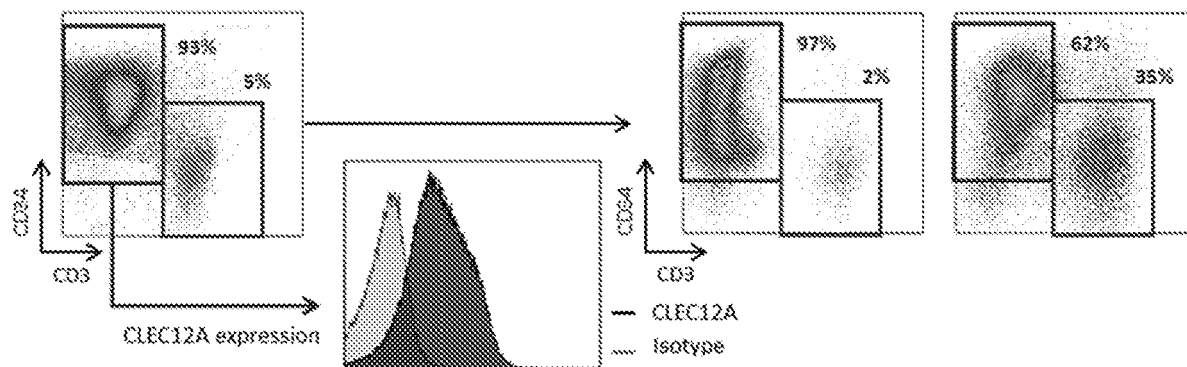 93%
5%
CD34
CD3
CLEC12A expression
CLEC12A
Isotype
97%
2%
62%
35%
CD34
CD3